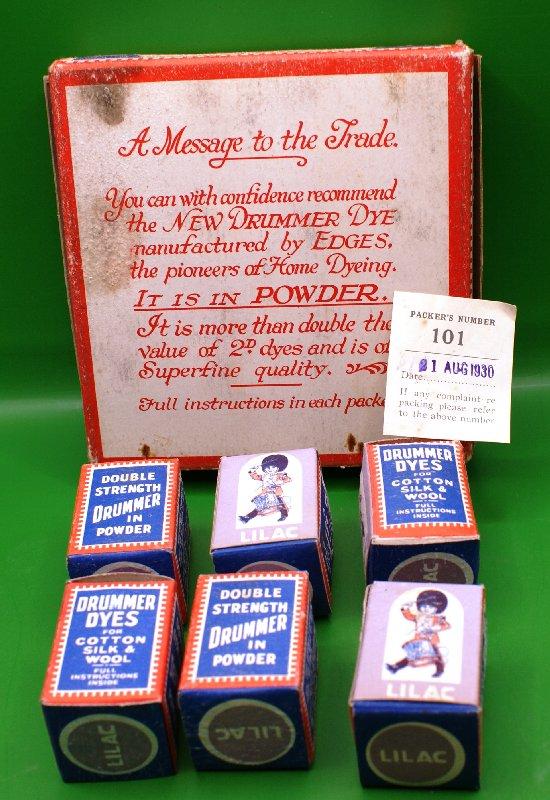 A Message to the Trade.
You can with confidence recommend
the NEW DRUMMER DYE
manufactured by EDGES,
the pioneers of Home Dyeing.
IT IS IN POWDER.
It is more than double the
value of 2D dyes and is of
Superfine quality.
Full instructions in each packe
PACKER'S NUMBER
101
21 AUG 1930
Date
If any complaint re
packing please refer
to the above number
DOUBLE
STRENGTH
DRUMMER
IN
POWDER
LILAC
DRUMMER
DYES
FOR
COTTON
SILK &
WOOL
FULL
INSTRUCTIONS
INSIDE
LILAC
DRUMMER
DYES
FOR
COTTON
SILK &
WOOL
FULL
INSTRUCTIONS
INSIDE
LILAC
DOUBLE
STRENGTH
DRUMMER
IN
POWDER
LILAC
LILAC
LILAC